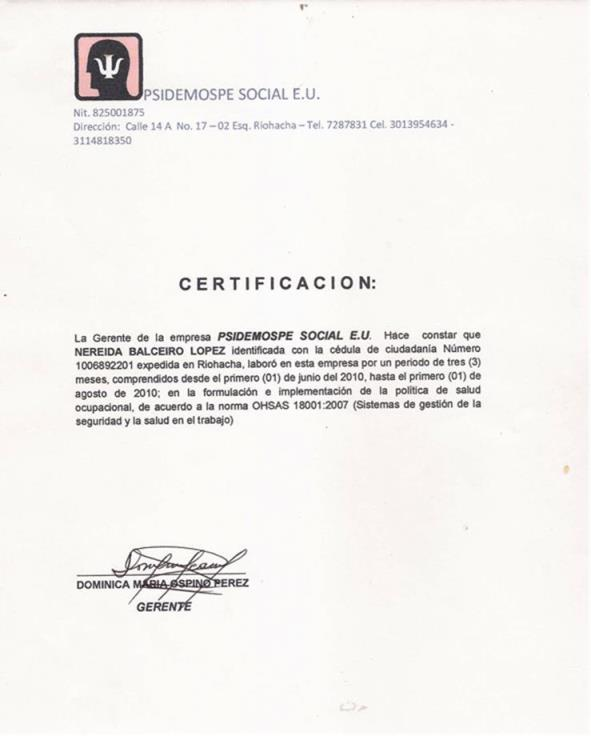 Ψ
PSIDEMOSPE SOCIAL E.U.
Nit. 825001875
Dirección: Calle 14 A No. 17 – 02 Esq. Riohacha – Tel. 7287831 Cel. 3013954634 -
3114818350
CERTIFICACION:
La Gerente de la empresa PSIDEMOSPE SOCIAL E.U. Hace constar que
NEREIDA BALCEIRO LOPEZ identificada con la cédula de ciudadanía Número
1006892201 expedida en Riohacha, laboró en esta empresa por un periodo de tres (3)
meses, comprendidos desde el primero (01) de junio del 2010, hasta el primero (01) de
agosto de 2010; en la formulación e implementación de la política de salud
ocupacional, de acuerdo a la norma OHSAS 18001:2007 (Sistemas de gestión de la
seguridad y la salud en el trabajo)
DOMINICA MARIA OSPINO PEREZ
GERENTE